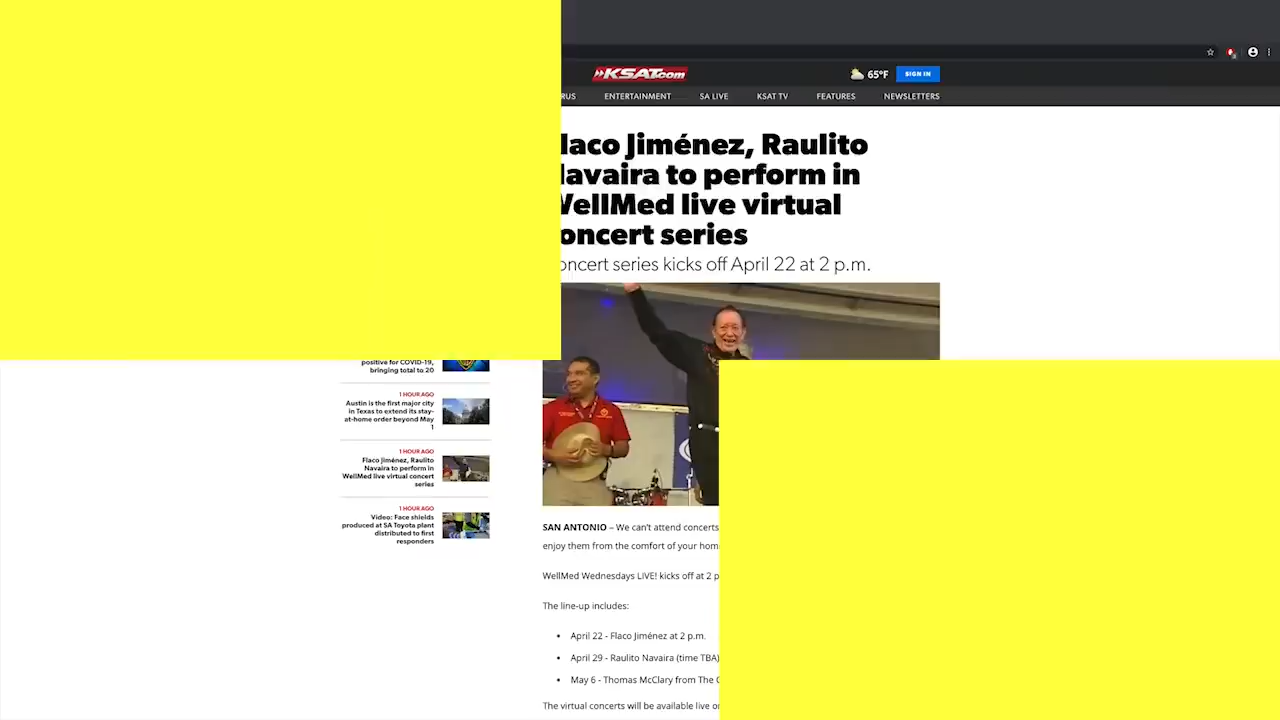 KSAT.com
65°F
SIGN IN
ENTERTAINMENT SA LIVE KSAT TV FEATURES NEWSLETTERS
Jiménez, Raulito
to perform in
live virtual
series
series kicks off April 22 at 2 p.m.
positive for COVID-19,
bringing total to 20
1 HOUR AGO
Austin is the first major city
in Texas to extend its stay-
at-home order beyond May
1
1 HOUR AGO
Flaco Jiménez, Raulito
Navaira to perform in
WellMed live virtual concert
series
1 HOUR AGO
Video: Face shields
produced at SA Toyota plant
distributed to first
responders
SAN ANTONIO – We can't attend concerts
enjoy them from the comfort of your
WellMed Wednesdays LIVE! kicks off at 2
The line-up includes:
• April 22 - Flaco Jiménez at 2 p.m.
• April 29 - Raulito Navaira (time TBA)
• May 6 - Thomas McClary from The
The virtual concerts will be available live